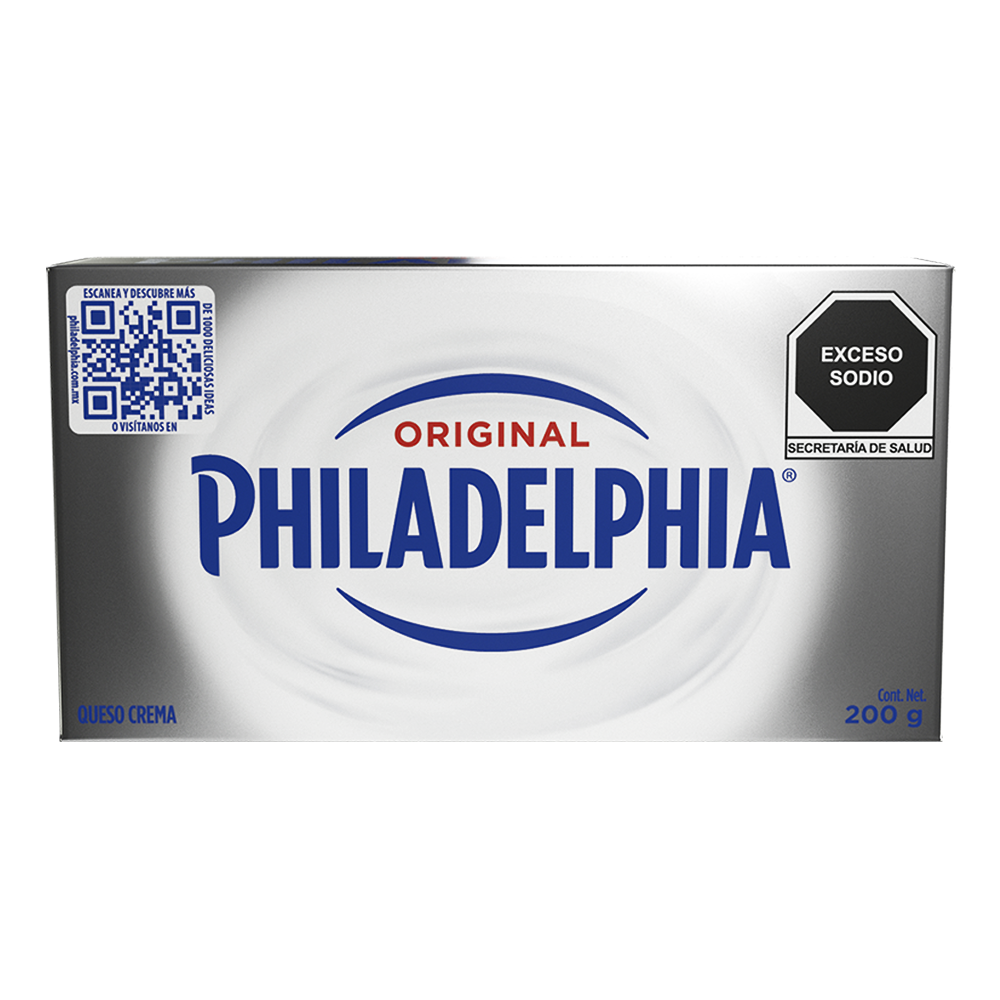 ESCANEA Y DESCUBRE MÁS
DE 1000 DELICIOSAS IDEAS
O VISÍTANOS EN
philadelphia.com.mx
EXCESO
SODIO
SECRETARÍA DE SALUD
ORIGINAL
PHILADELPHIA®
QUESO CREMA
Cont. Net.
200 g